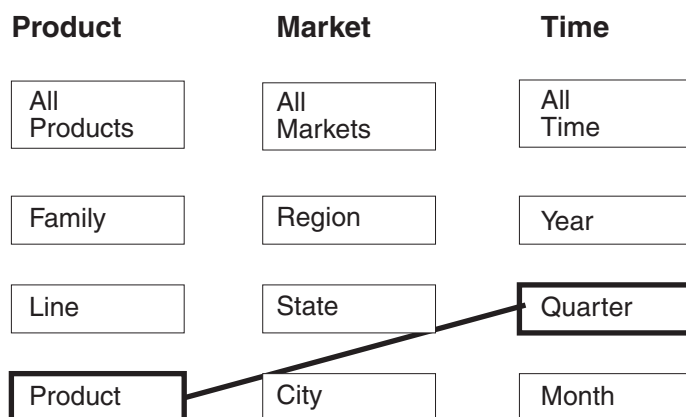 Product Market Time
All
Products
All
Markets
All
Time
Family Region Year
Line State Quarter
Product City Month